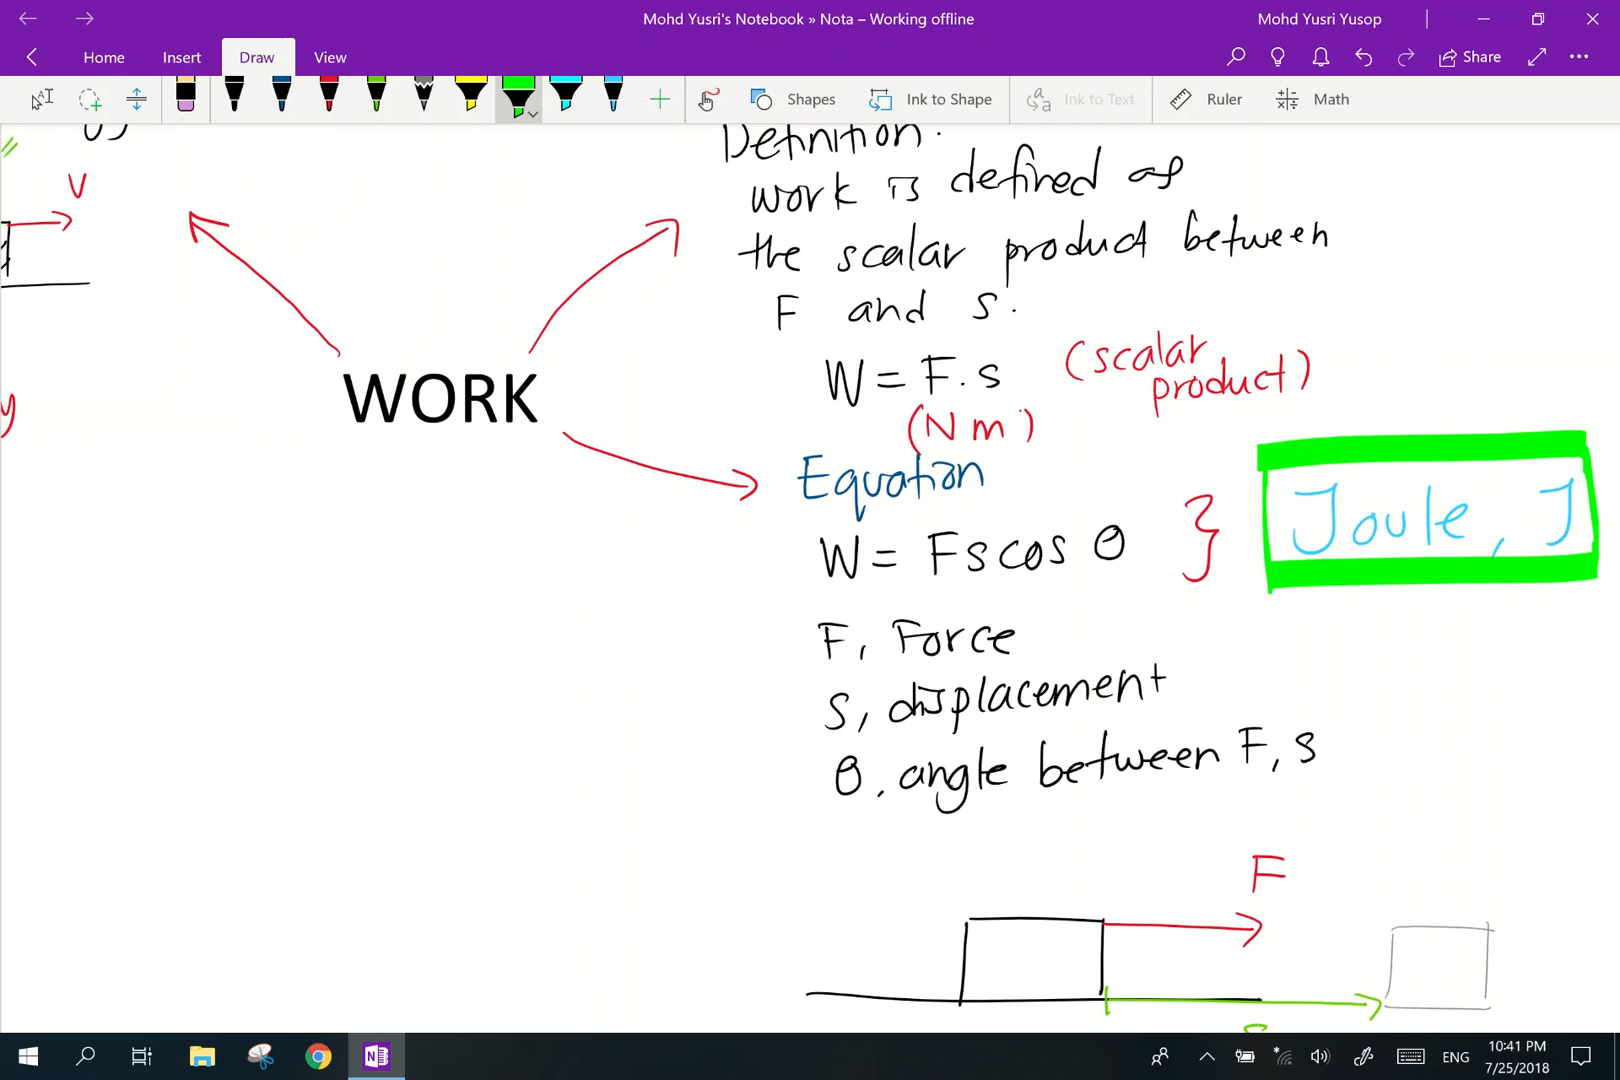 Mohd Yusri's Notebook » Nota – Working offline
Mohd Yusri Yusop
Home Insert Draw View
Share
Shapes Ink to Shape Ink to Text Ruler Math
Definition.
work is defined as
the scalar product between
F and s.
W = F.s (scalar product)
(N m)
Equation
W = Fs cos θ } Joule, J
F, Force
S, displacement
θ, angle between F, s
WORK
V
y
F
ENG
10:41 PM
7/25/2018